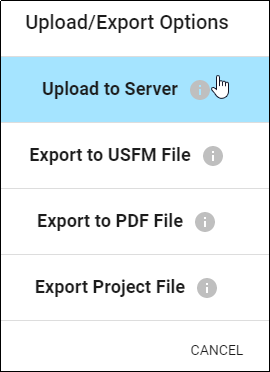 Upload/Export Options
Upload to Server
Export to USFM File
Export to PDF File
Export Project File
CANCEL